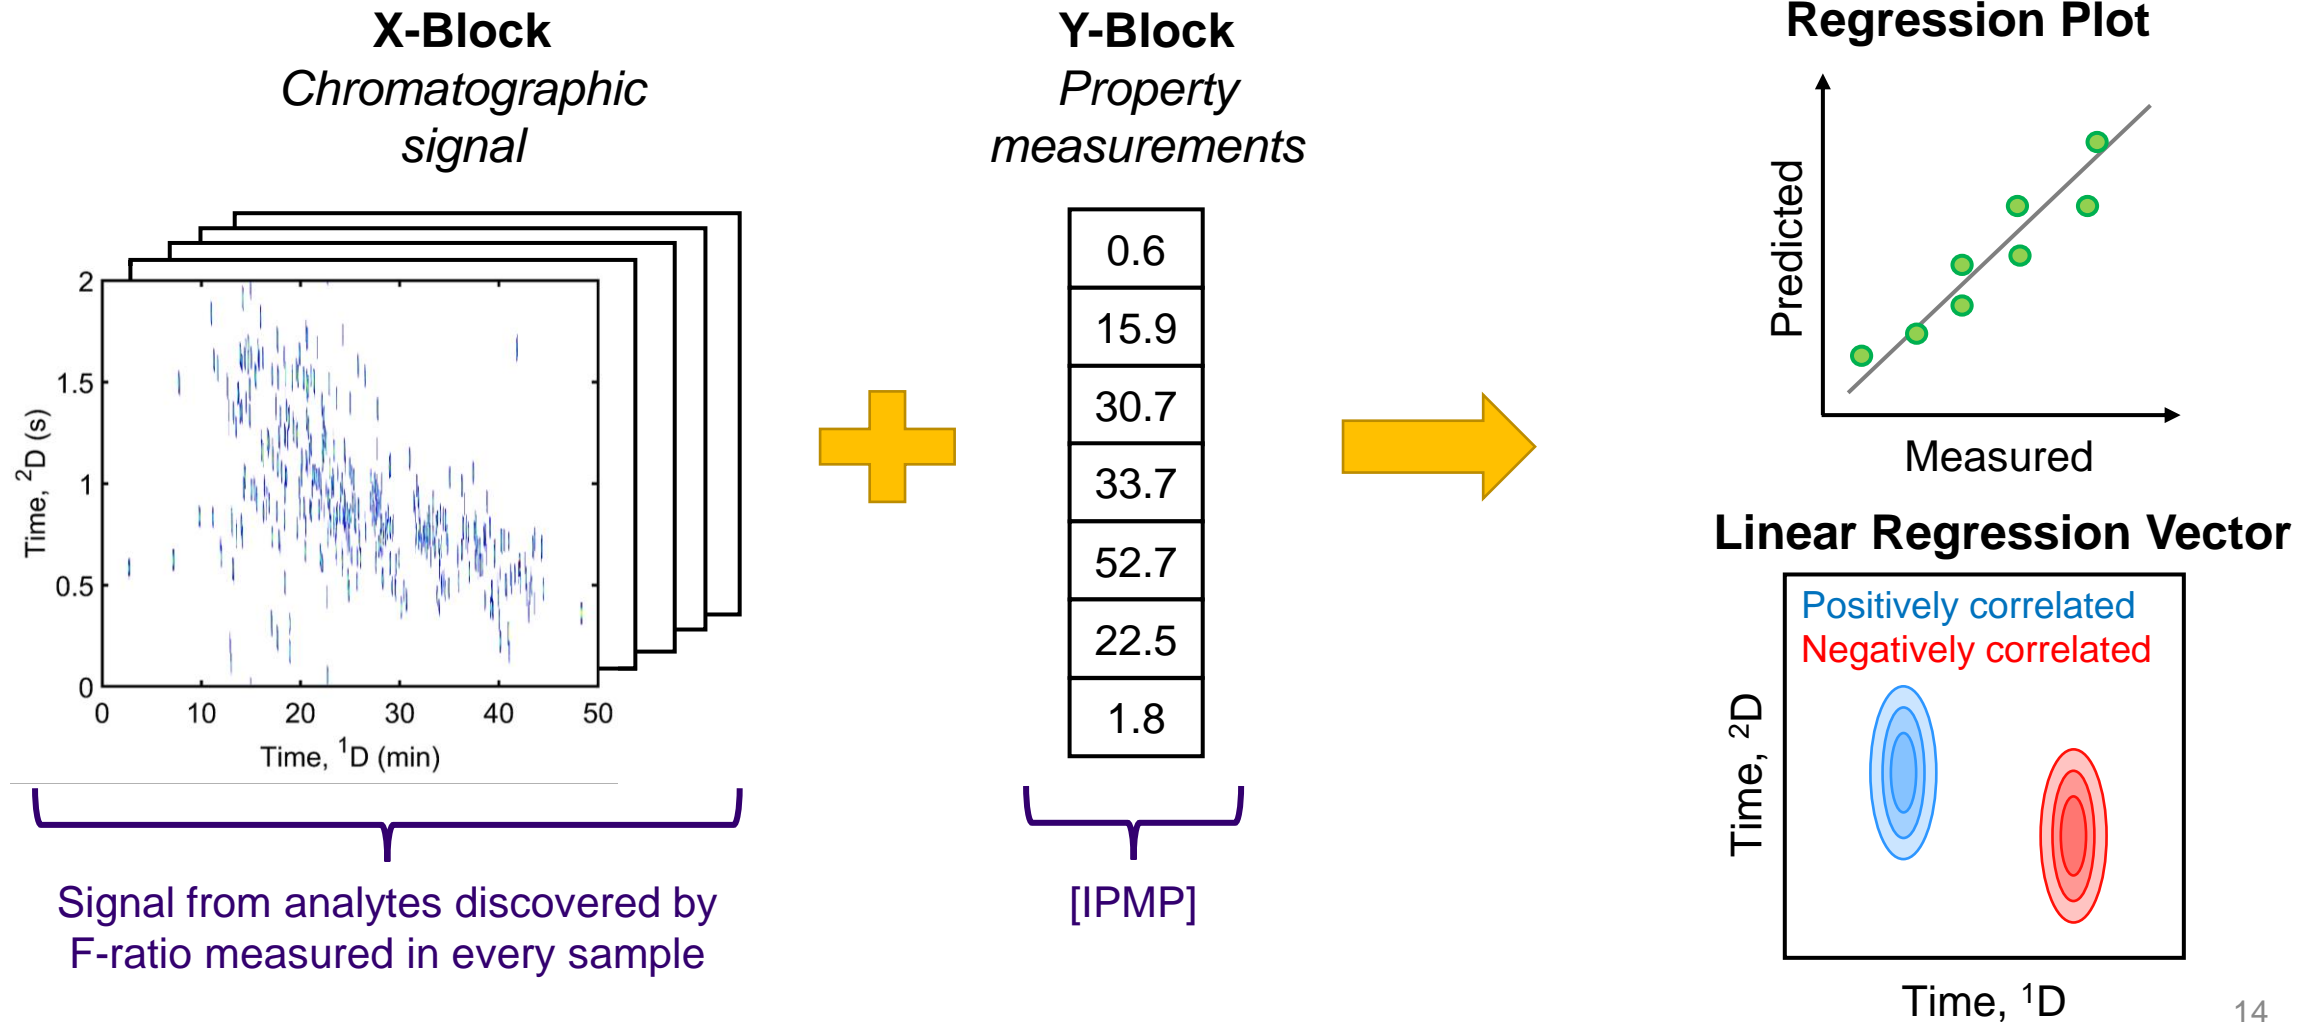 X-Block
Chromatographic
signal
2
1.5
1
0.5
0
0 10 20 30 40 50
Time, ²D (s)
Time, ¹D (min)
Signal from analytes discovered by
F-ratio measured in every sample
Y-Block
Property
measurements
0.6
15.9
30.7
33.7
52.7
22.5
1.8
[IPMP]
Regression Plot
Predicted
Measured
Linear Regression Vector
Positively correlated
Negatively correlated
Time, ²D
Time, ¹D
14